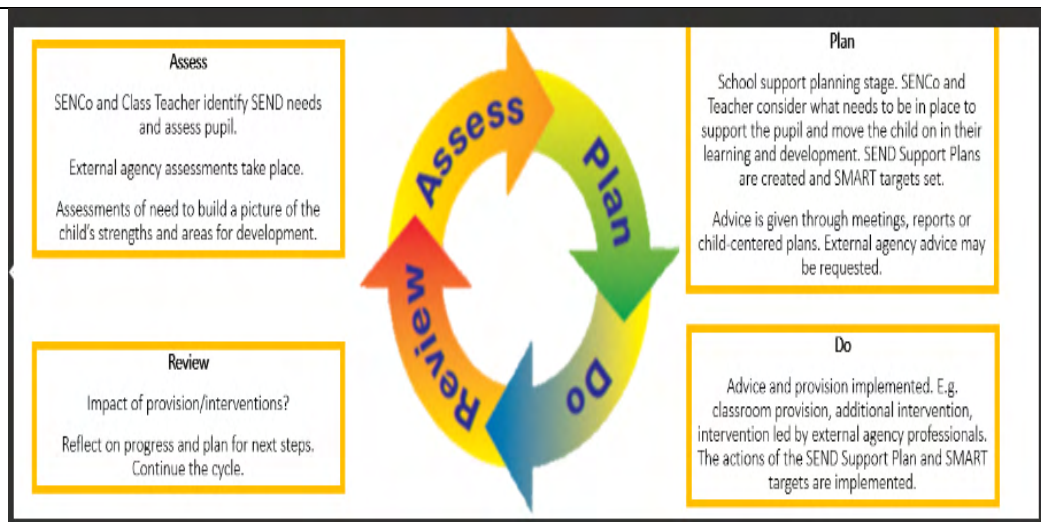 Assess
SENCo and Class Teacher identify SEND needs
and assess pupil.
External agency assessments take place.
Assessments of need to build a picture of the
child's strengths and areas for development.
Assess
Plan
Do
Review
Plan
School support planning stage. SENCo and
Teacher consider what needs to be in place to
support the pupil and move the child on in their
learning and development. SEND Support Plans
are created and SMART targets set.
Advice is given through meetings, reports or
child-centered plans. External agency advice may
be requested.
Review
Impact of provision/interventions?
Reflect on progress and plan for next steps.
Continue the cycle.
Do
Advice and provision implemented. E.g.
classroom provision, additional intervention,
intervention led by external agency professionals.
The actions of the SEND Support Plan and SMART
targets are implemented.